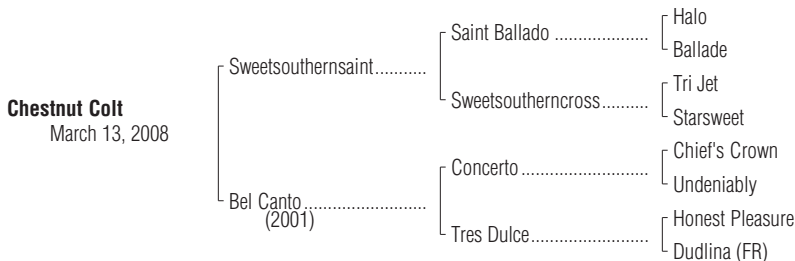 Halo
Saint Ballado ....................
Ballade
Sweetsouthernsaint...........
Tri Jet
Sweetsoutherncross..........
Starsweet
Chestnut Colt
March 13, 2008
Chief's Crown
Concerto ...........................
Undeniably
Bel Canto ..........................
(2001)
Honest Pleasure
Tres Dulce.........................
Dudlina (FR)